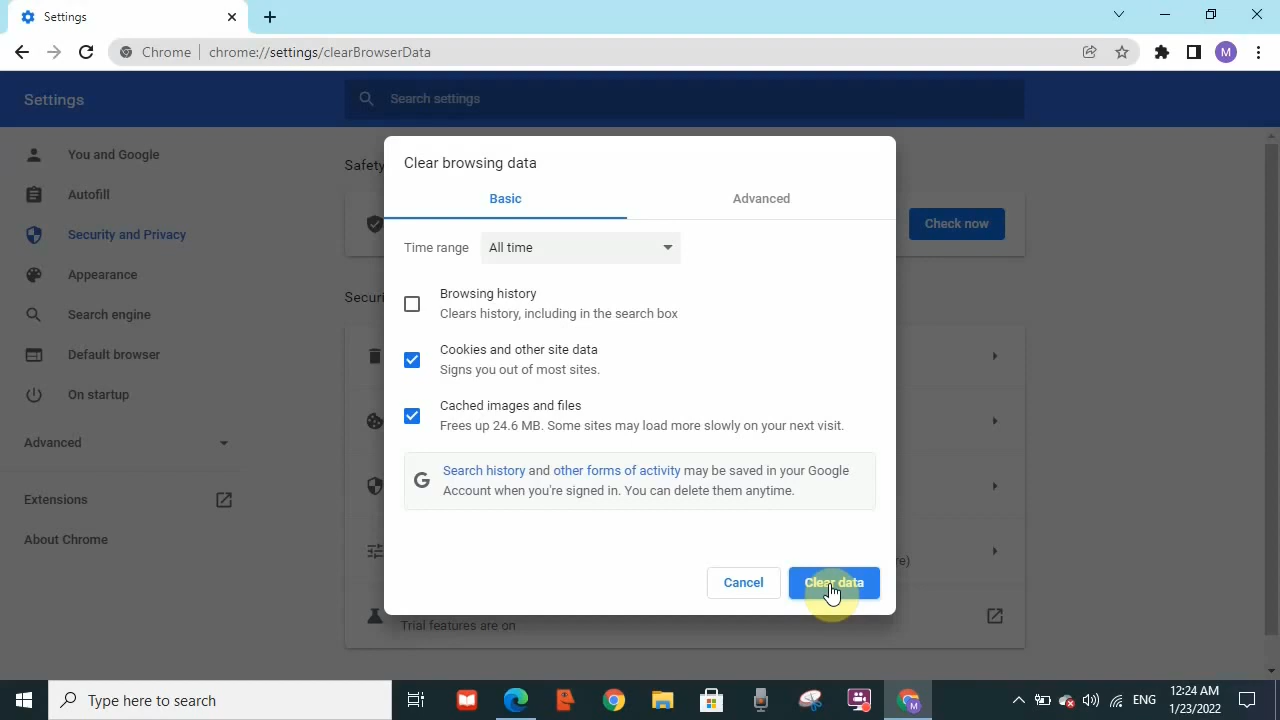 Settings
Chrome | chrome://settings/clearBrowserData
M
Settings
Search settings
You and Google
Autofill
Security and Privacy
Appearance
Search engine
Default browser
On startup
Advanced
Extensions
About Chrome
Safety
Check now
Securi
Clear browsing data
Basic
Advanced
Time range
All time
Browsing history
Clears history, including in the search box
Cookies and other site data
Signs you out of most sites.
Cached images and files
Frees up 24.6 MB. Some sites may load more slowly on your next visit.
G
Search history and other forms of activity may be saved in your Google
Account when you're signed in. You can delete them anytime.
re)
Cancel
Clear data
Trial features are on
Type here to search
M
ENG
12:24 AM
1/23/2022